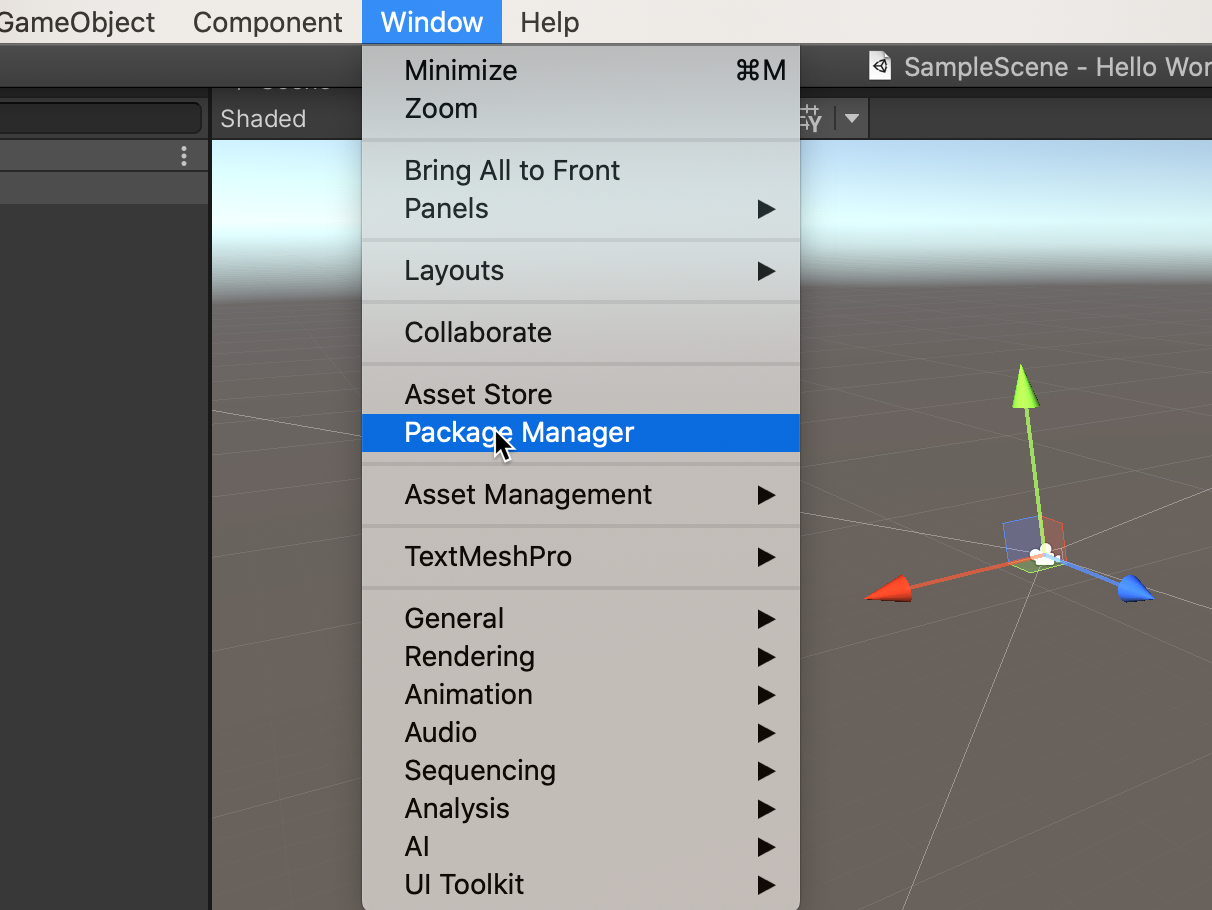 GameObject Component Window Help
SampleScene - Hello Wor
Shaded
Minimize ⌘M
Zoom
Bring All to Front
Panels
Layouts
Collaborate
Asset Store
Package Manager
Asset Management
TextMeshPro
General
Rendering
Animation
Audio
Sequencing
Analysis
AI
UI Toolkit